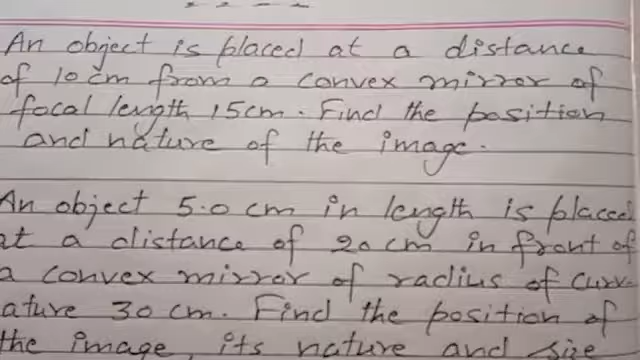 An object is placed at a distance
of 10 cm from a convex mirror of
focal length 15cm. Find the position
and nature of the image.
An object 5.0 cm in length is placed
at a distance of 20 cm in front of
a convex mirror of radius of curv-
ature 30 cm. Find the position of
the image, its nature and size